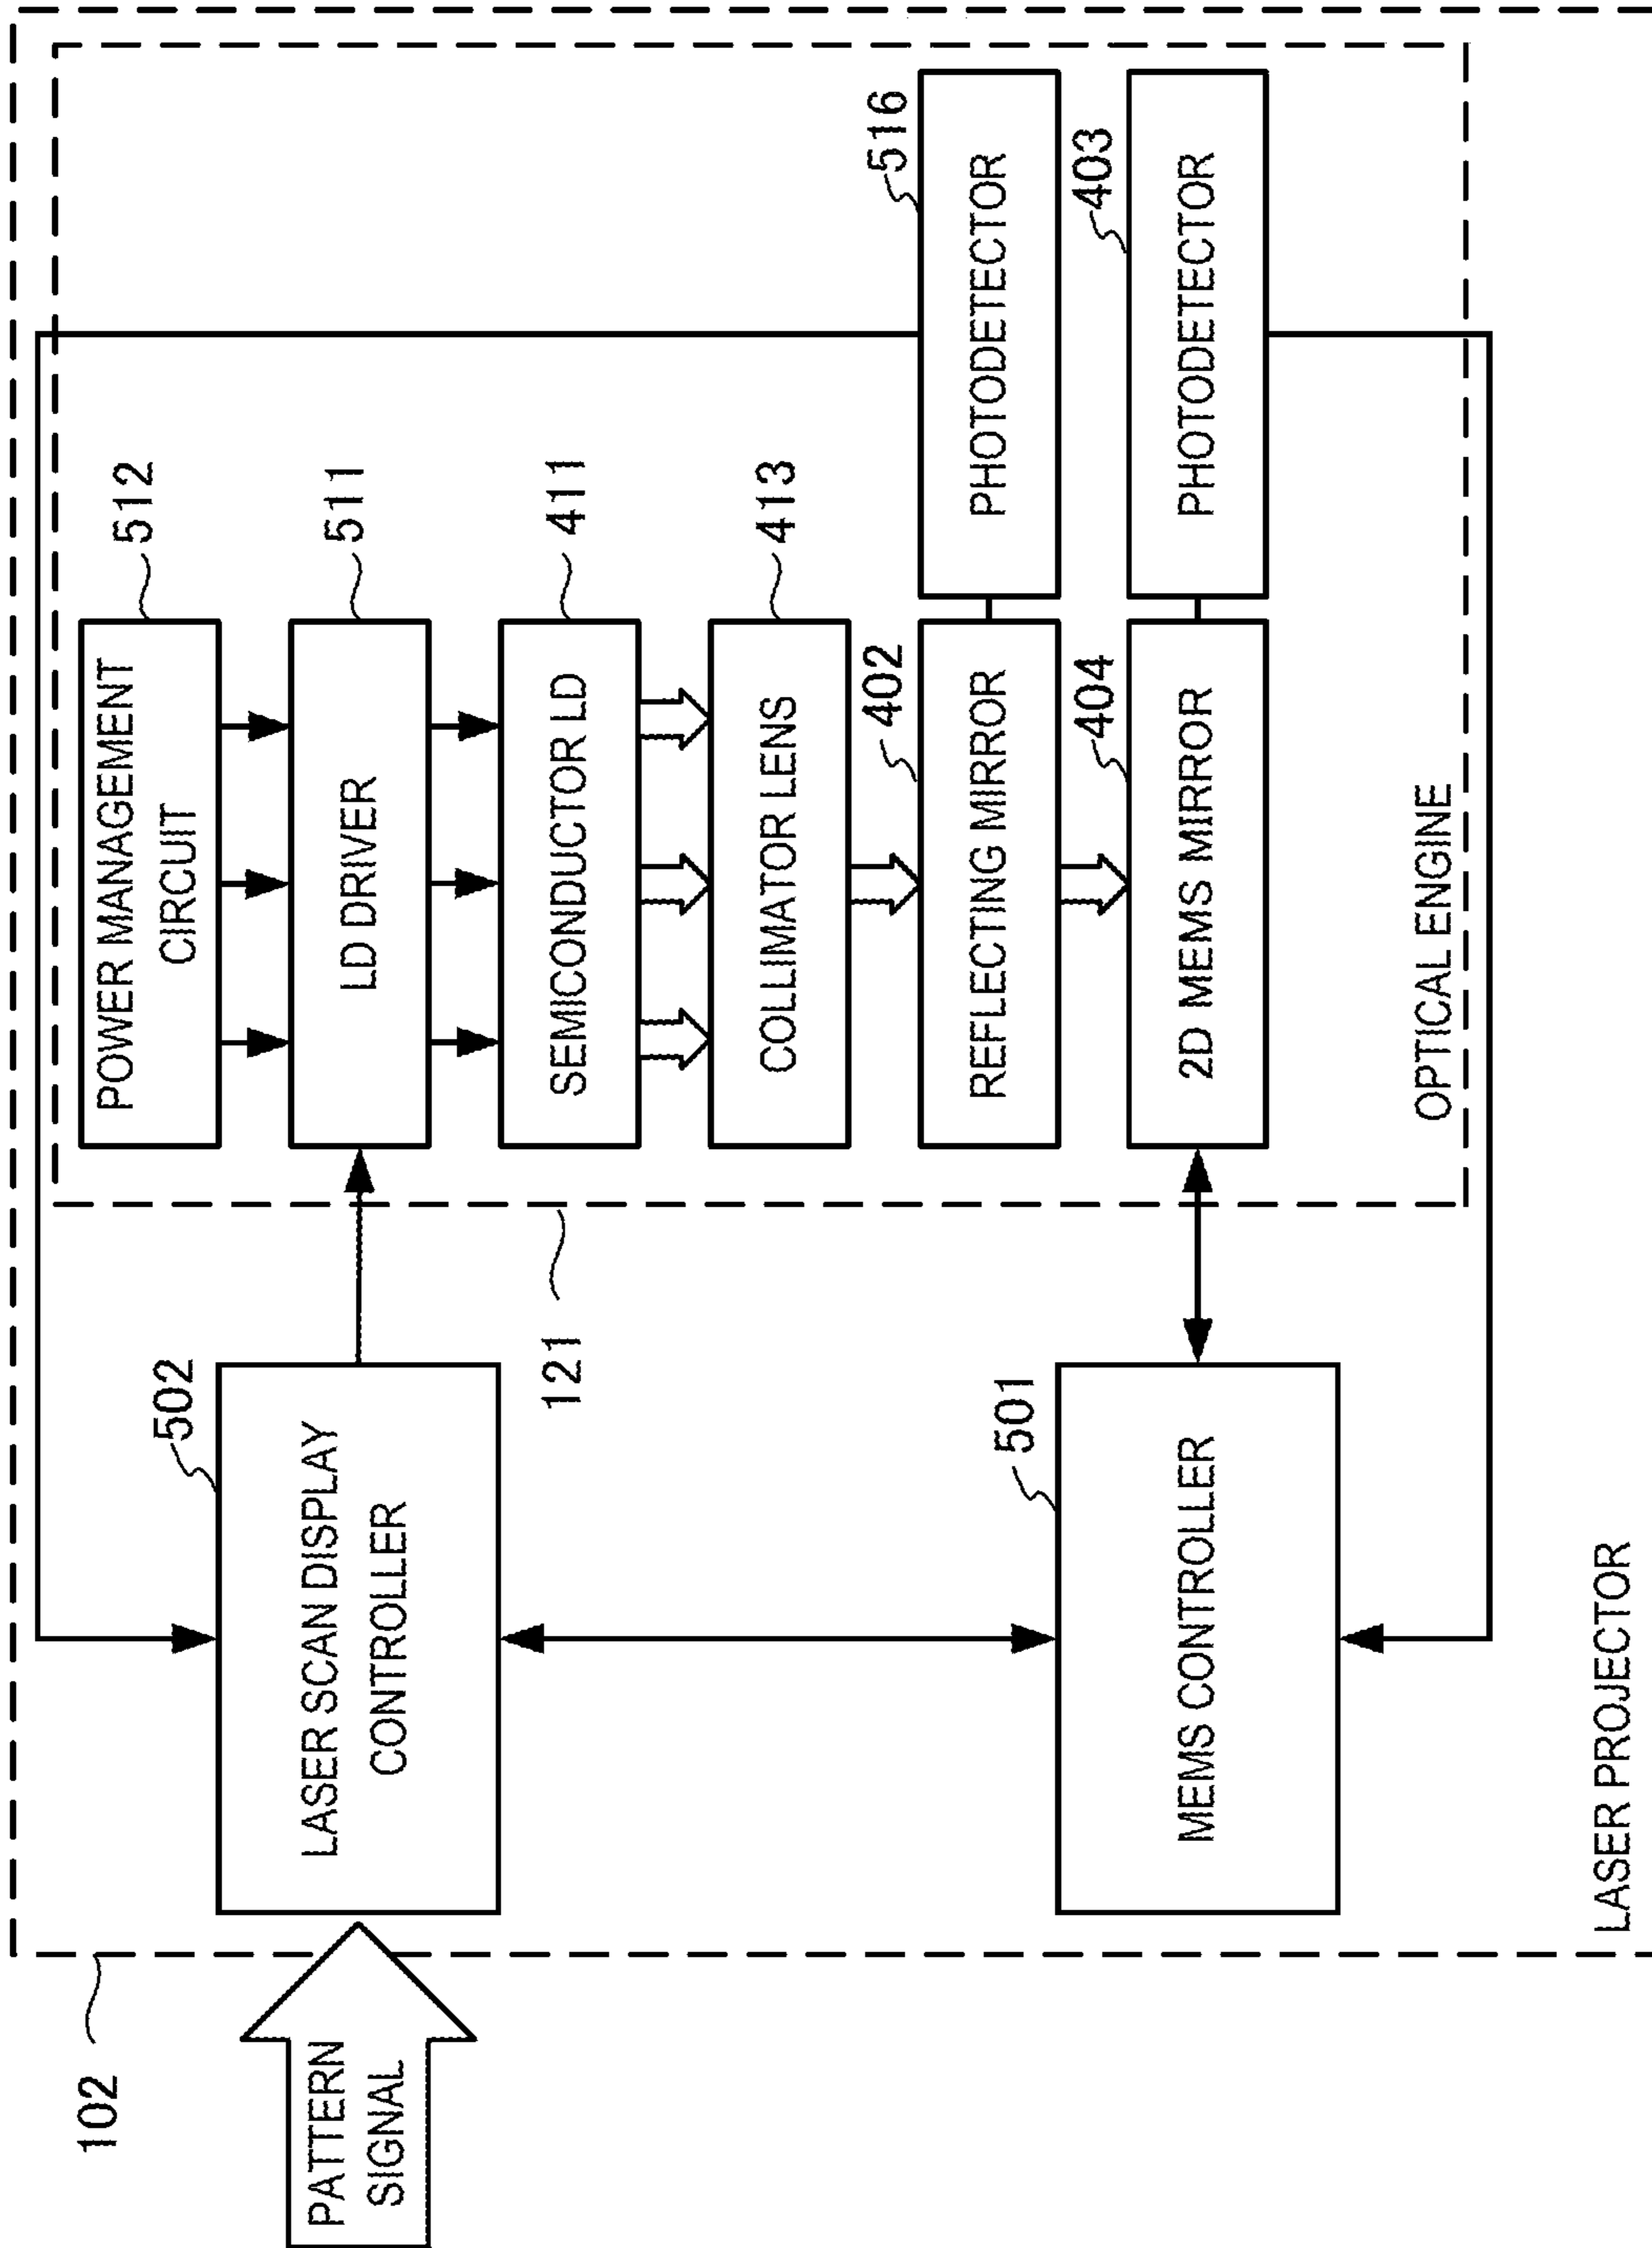 102
PATTERN
SIGNAL
502
LASER SCAN DISPLAY
CONTROLLER
501
MEMS CONTROLLER
121
512
POWER MANAGEMENT
CIRCUIT
511
LD DRIVER
411
SEMICONDUCTOR LD
413
COLLIMATOR LENS
402
REFLECTING MIRROR
516
PHOTODETECTOR
404
2D MEMS MIRROR
403
PHOTODETECTOR
OPTICAL ENGINE
LASER PROJECTOR